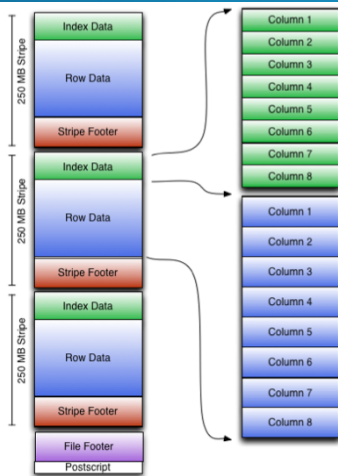 250 MB Stripe
Index Data
Row Data
Stripe Footer
250 MB Stripe
Index Data
Row Data
Stripe Footer
250 MB Stripe
Index Data
Row Data
Stripe Footer
File Footer
Postscript
Column 1
Column 2
Column 3
Column 4
Column 5
Column 6
Column 7
Column 8
Column 1
Column 2
Column 3
Column 4
Column 5
Column 6
Column 7
Column 8